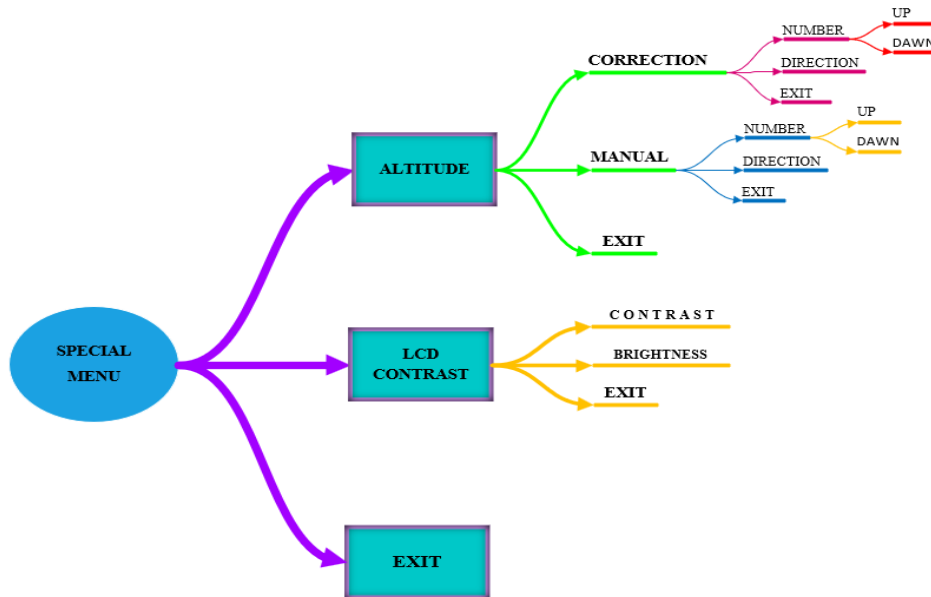 SPECIAL
MENU
ALTITUDE
CORRECTION
NUMBER
UP
DAWN
DIRECTION
EXIT
MANUAL
NUMBER
UP
DAWN
DIRECTION
EXIT
EXIT
LCD
CONTRAST
C O N T R A S T
BRIGHTNESS
EXIT
EXIT